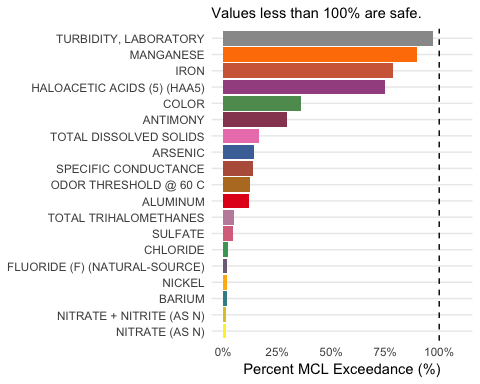 Values less than 100% are safe.
TURBIDITY, LABORATORY
MANGANESE
IRON
HALOACETIC ACIDS (5) (HAA5)
COLOR
ANTIMONY
TOTAL DISSOLVED SOLIDS
ARSENIC
SPECIFIC CONDUCTANCE
ODOR THRESHOLD @ 60 C
ALUMINUM
TOTAL TRIHALOMETHANES
SULFATE
CHLORIDE
FLUORIDE (F) (NATURAL-SOURCE)
NICKEL
BARIUM
NITRATE + NITRITE (AS N)
NITRATE (AS N)
0% 25% 50% 75% 100%
Percent MCL Exceedance (%)